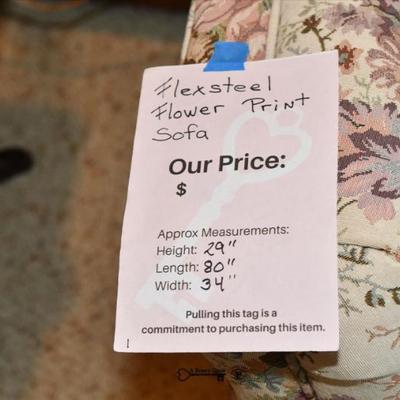 Flexsteel
Flower Print
Sofa
Our Price:
$
Approx Measurements:
Height: 29"
Length: 80"
Width: 34"
Pulling this tag is a
commitment to purchasing this item.